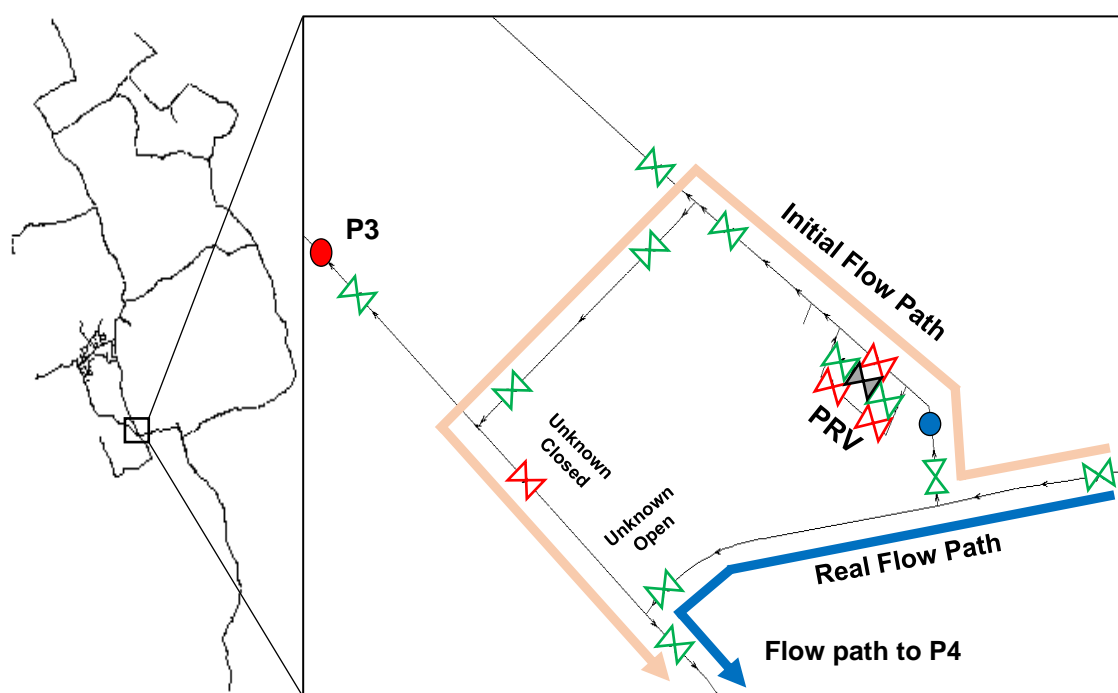 P3
Initial Flow Path
PRV
Unknown
Closed
Unknown
Open
Real Flow Path
Flow path to P4